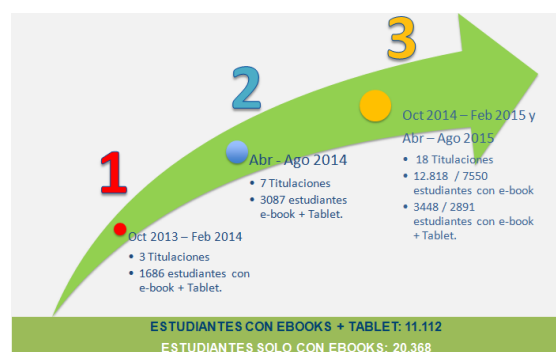 1
Oct 2013 – Feb 2014
• 3 Titulaciones
• 1686 estudiantes con
e-book + Tablet.
2
Abr - Ago 2014
• 7 Titulaciones
• 3087 estudiantes
e-book + Tablet.
3
Oct 2014 – Feb 2015 y
Abr – Ago 2015
• 18 Titulaciones
• 12.818 / 7550
estudiantes con e-book
• 3448 / 2891
estudiantes con e-book
+ Tablet.
ESTUDIANTES CON EBOOKS + TABLET: 11.112
ESTUDIANTES SOLO CON EBOOKS: 20.368